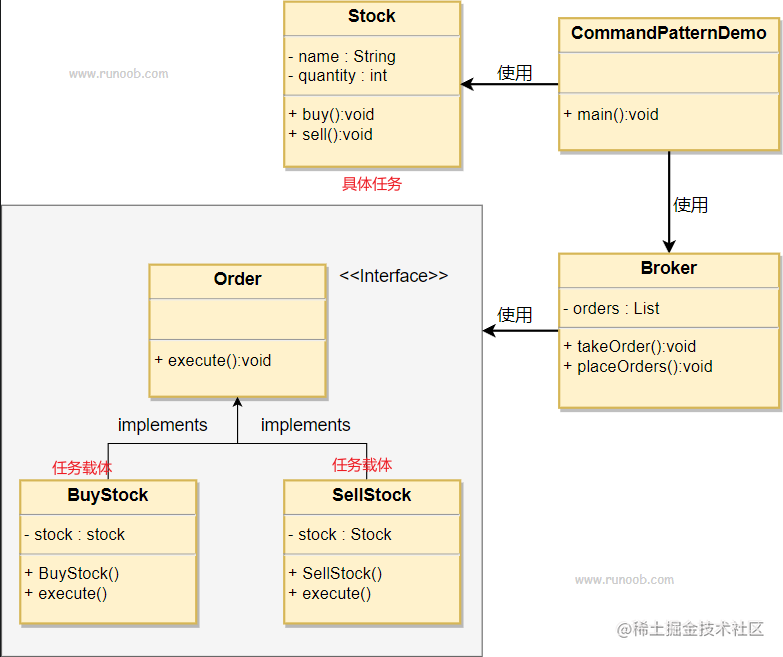 Stock
- name : String
- quantity : int
+ buy():void
+ sell():void
具体任务
www.runoob.com
使用
CommandPatternDemo
+ main():void
使用
Order
<<Interface>>
+ execute():void
使用
Broker
- orders : List
+ takeOrder():void
+ placeOrders():void
implements
implements
任务载体
BuyStock
- stock : stock
+ BuyStock()
+ execute()
任务载体
SellStock
- stock : Stock
+ SellStock()
+ execute()
www.runoob.com
@稀土掘金技术社区